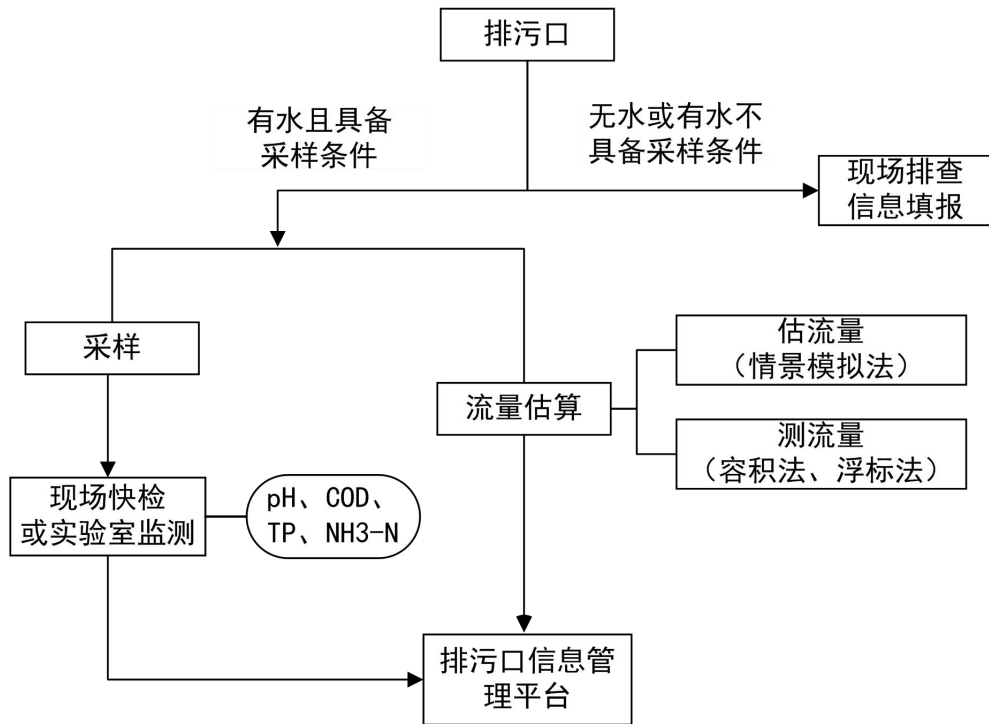 排污口
有水且具备
采样条件
无水或有水不
具备采样条件
现场排查
信息填报
采样
估流量
（情景模拟法）
流量估算
测流量
（容积法、浮标法）
现场快检
或实验室监测
pH、COD、
TP、NH3-N
排污口信息管
理平台